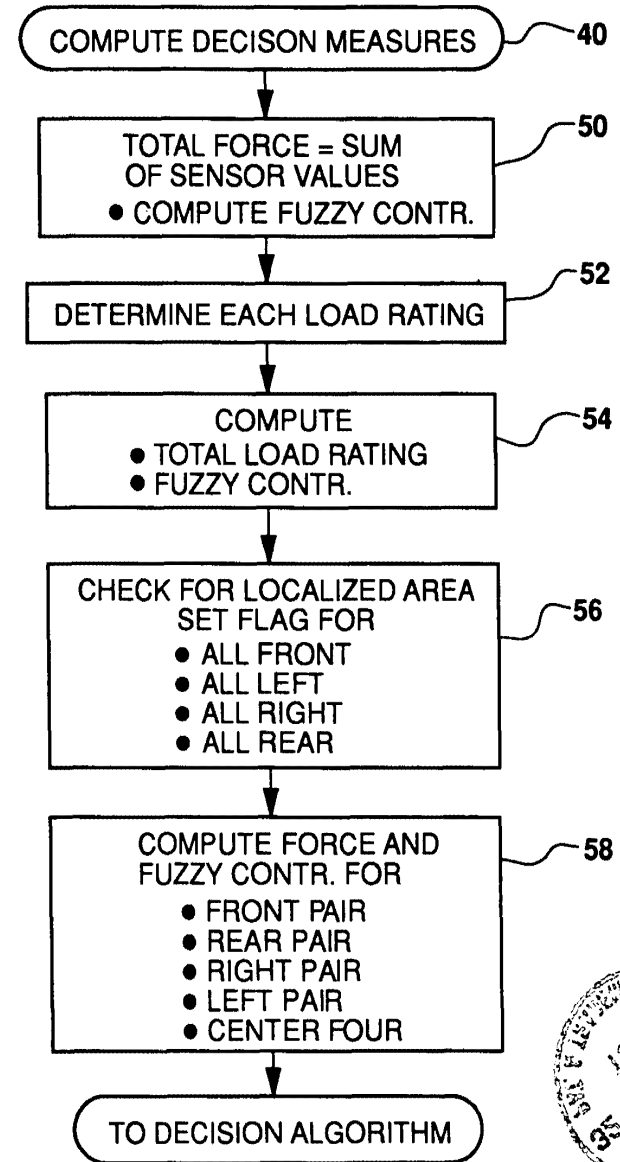 COMPUTE DECISON MEASURES
40
TOTAL FORCE = SUM
OF SENSOR VALUES
● COMPUTE FUZZY CONTR.
50
DETERMINE EACH LOAD RATING
52
COMPUTE
● TOTAL LOAD RATING
● FUZZY CONTR.
54
CHECK FOR LOCALIZED AREA
SET FLAG FOR
● ALL FRONT
● ALL LEFT
● ALL RIGHT
● ALL REAR
56
COMPUTE FORCE AND
FUZZY CONTR. FOR
● FRONT PAIR
● REAR PAIR
● RIGHT PAIR
● LEFT PAIR
● CENTER FOUR
58
TO DECISION ALGORITHM